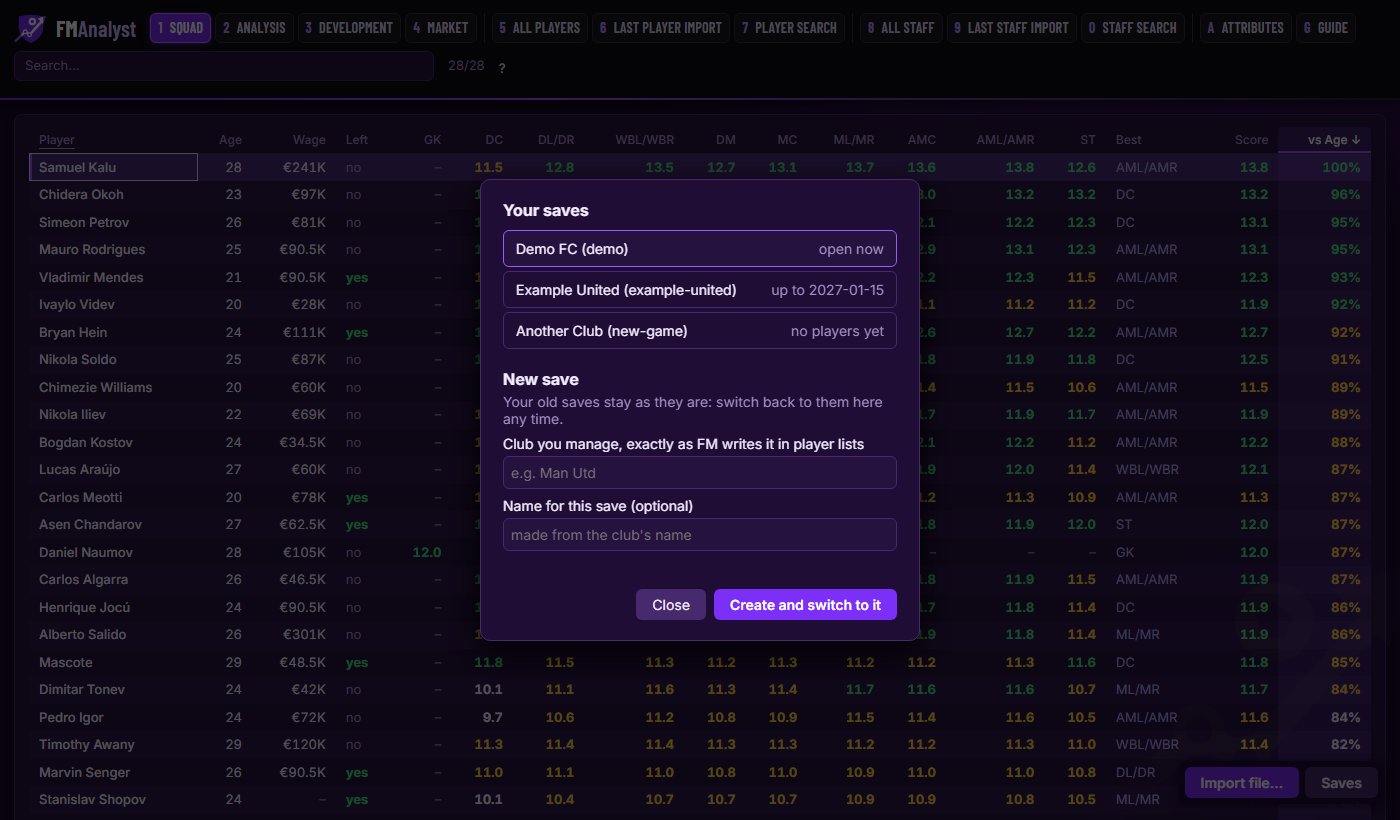 FMAnalyst 1 SQUAD 2 ANALYSIS 3 DEVELOPMENT 4 MARKET 5 ALL PLAYERS 6 LAST PLAYER IMPORT 7 PLAYER SEARCH 8 ALL STAFF 9 LAST STAFF IMPORT 0 STAFF SEARCH A ATTRIBUTES G GUIDE
Search... 28/28 ?
Player Age Wage Left GK DC DL/DR WBL/WBR DM MC ML/MR AMC AML/AMR ST Best Score vs Age ↓
Samuel Kalu 28 €241K no – 11.5 12.8 13.5 12.7 13.1 13.7 13.6 13.8 12.6 AML/AMR 13.8 100%
Chidera Okoh 23 €97K no – 13.2 13.2 DC 13.2 96%
Simeon Petrov 26 €81K no – 12.2 12.3 DC 13.1 95%
Mauro Rodrigues 25 €90.5K no – 13.1 12.3 AML/AMR 13.1 95%
Vladimir Mendes 21 €90.5K yes – 12.3 11.5 AML/AMR 12.3 93%
Ivaylo Videv 20 €28K no – 11.2 11.2 DC 11.9 92%
Bryan Hein 24 €111K yes – 12.7 12.2 AML/AMR 12.7 92%
Nikola Soldo 25 €87K no – 11.9 11.8 DC 12.5 91%
Chimezie Williams 20 €60K no – 11.5 10.6 AML/AMR 11.5 89%
Nikola Iliev 22 €69K no – 11.9 11.7 AML/AMR 11.9 89%
Bogdan Kostov 24 €34.5K no – 12.2 11.2 AML/AMR 12.2 88%
Lucas Araújo 27 €60K no – 12.0 11.4 WBL/WBR 12.1 87%
Carlos Meotti 20 €78K yes – 11.3 10.9 AML/AMR 11.3 87%
Asen Chandarov 27 €62.5K yes – 11.9 12.0 ST 12.0 87%
Daniel Naumov 28 €105K no 12.0 – – – GK 12.0 87%
Carlos Algarra 26 €46.5K no – 11.9 11.5 AML/AMR 11.9 87%
Henrique Jocú 24 €90.5K no – 11.8 11.4 DC 11.9 86%
Alberto Salido 26 €301K no – 11.8 11.4 ML/MR 11.9 86%
Mascote 29 €48.5K yes – 11.8 11.5 11.3 11.2 11.3 11.2 11.2 11.3 11.6 DC 11.8 85%
Dimitar Tonev 24 €42K no – 10.1 11.1 11.6 11.3 11.4 11.7 11.6 11.6 10.7 ML/MR 11.7 84%
Pedro Igor 24 €72K no – 9.7 10.6 11.2 10.8 10.9 11.5 11.4 11.6 10.5 AML/AMR 11.6 84%
Timothy Awany 29 €120K no – 11.3 11.4 11.4 11.3 11.3 11.2 11.2 11.3 11.0 WBL/WBR 11.4 82%
Marvin Senger 26 €90.5K yes – 11.0 11.1 11.0 10.8 11.0 10.9 11.0 11.0 10.8 DL/DR
Stanislav Shopov 24 – yes – 10.1 10.4 10.7 10.7 10.7 10.9 10.9 10.8 10.5 ML/MR
Your saves
Demo FC (demo) open now
Example United (example-united) up to 2027-01-15
Another Club (new-game) no players yet
New save
Your old saves stay as they are: switch back to them here
any time.
Club you manage, exactly as FM writes it in player lists
e.g. Man Utd
Name for this save (optional)
made from the club's name
Close Create and switch to it
Import file... Saves